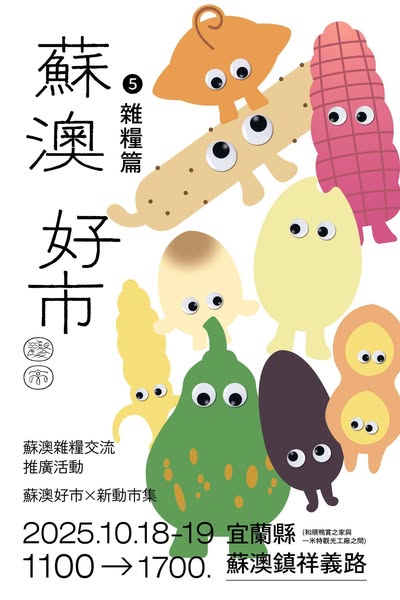 蘇澳
好市
❺
雜糧篇
蘇澳雜糧交流
推廣活動
蘇澳好市×新動市集
2025.10.18-19
1100→1700.
宜蘭縣
(和順鴨賞之家與
一米特觀光工廠之間)
蘇澳鎮祥義路